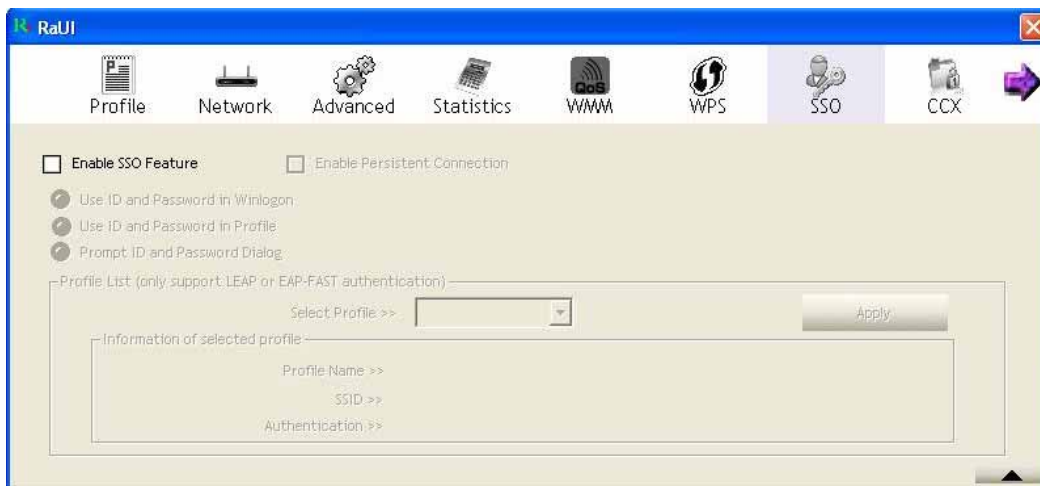 RaUI
Profile Network Advanced Statistics QoS WMM WPS SSO CCX
Enable SSO Feature Enable Persistent Connection
Use ID and Password in Winlogon
Use ID and Password in Profile
Prompt ID and Password Dialog
Profile List (only support LEAP or EAP-FAST authentication)
Select Profile >> Apply
Information of selected profile
Profile Name >>
SSID >>
Authentication >>